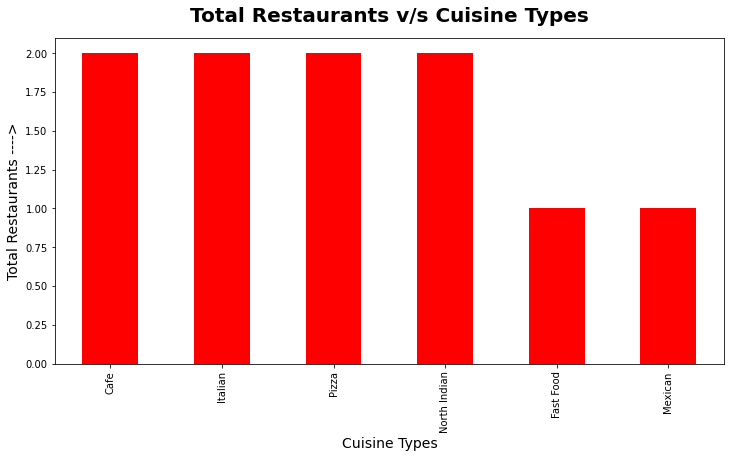 Total Restaurants v/s Cuisine Types
Total Restaurants ---->
2.00
1.75
1.50
1.25
1.00
0.75
0.50
0.25
0.00
Cafe
Italian
Pizza
North Indian
Fast Food
Mexican
Cuisine Types